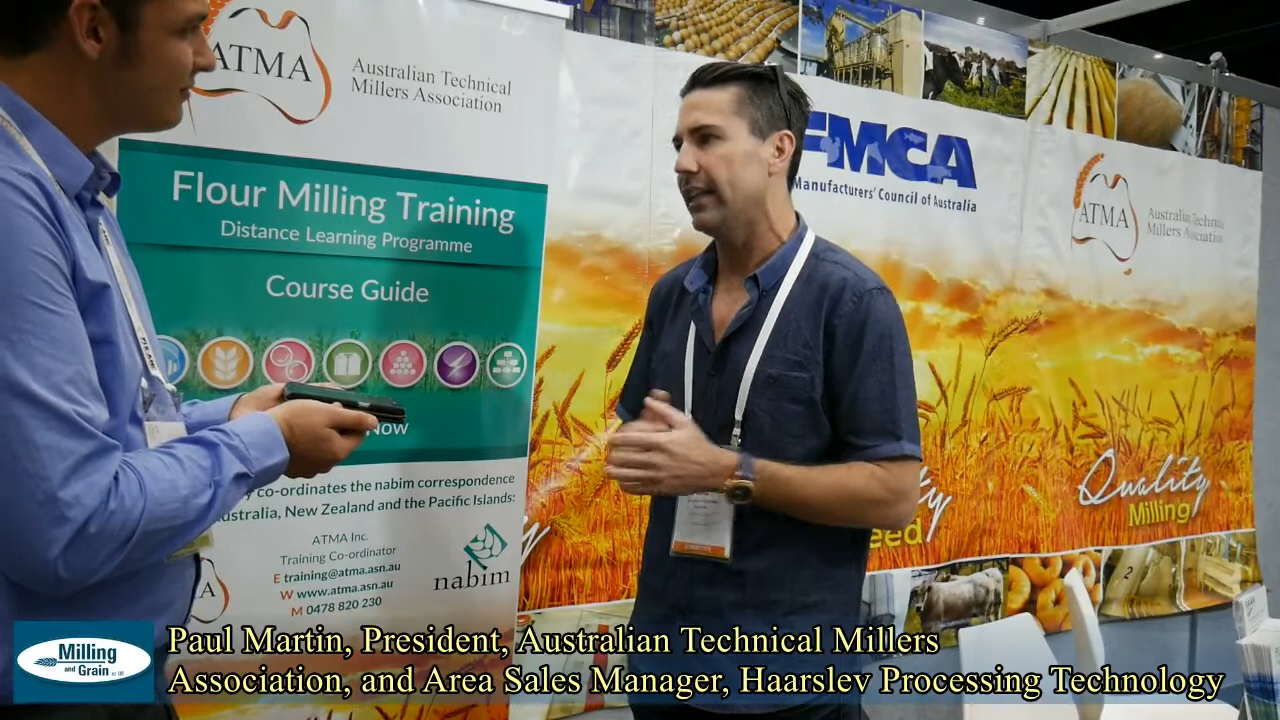 ATMA
Australian Technical
Millers Association
Flour Milling Training
Distance Learning Programme
Course Guide
Now
y co-ordinates the nabim correspondence
ustralia, New Zealand and the Pacific Islands:
ATMA Inc.
Training Co-ordinator
E training@atma.asn.au
W www.atma.asn.au
M 0478 820 230
nabim
FMCA
Manufacturers' Council of Australia
ATMA
Australian Technic
Millers Association
Quality
Milling
ty
eed
Milling
and
Grain
Paul Martin, President, Australian Technical Millers
Association, and Area Sales Manager, Haarslev Processing Technology